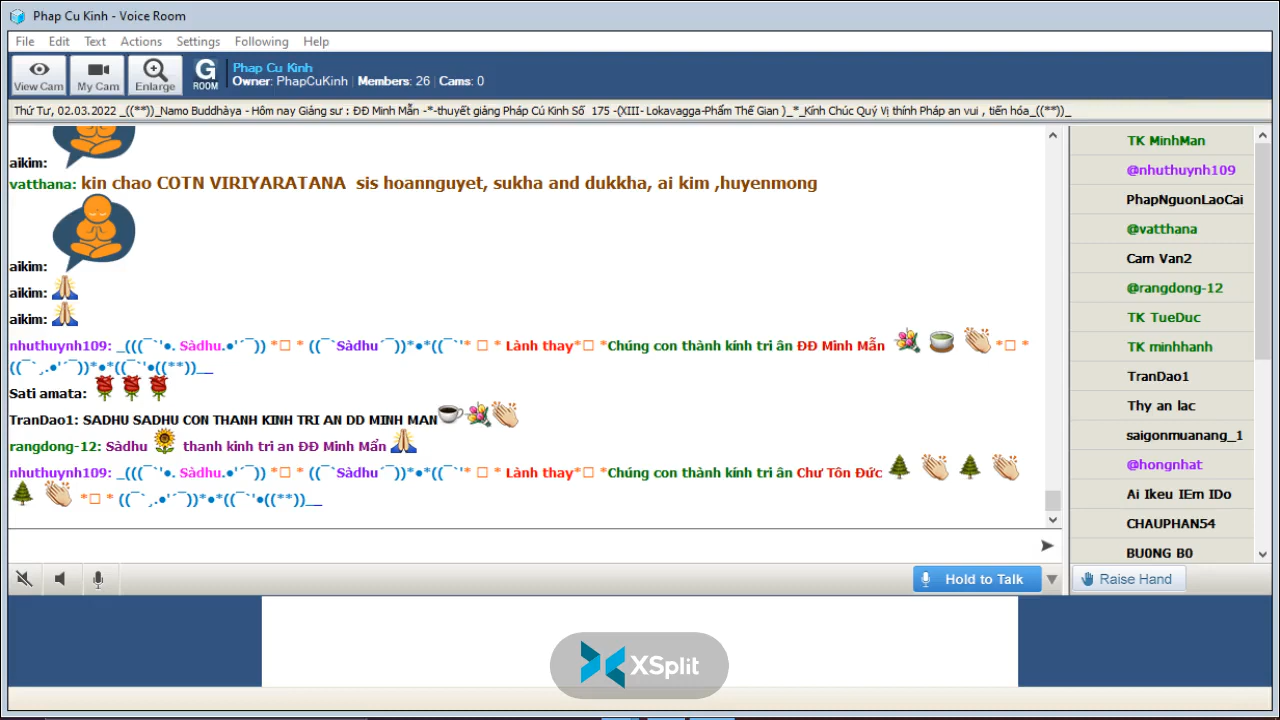 Phap Cu Kinh - Voice Room
File Edit Text Actions Settings Following Help
View Cam My Cam Enlarge G ROOM
Phap Cu Kinh
Owner: PhapCuKinh | Members: 26 | Cams: 0
Thứ Tư, 02.03.2022 _((**))_Namo Buddhàya - Hôm nay Giảng sư : ĐĐ Minh Mẫn -*-thuyết giảng Pháp Cú Kinh Số 175 -(XIII- Lokavagga-Phẩm Thế Gian )_*_Kính Chúc Quý Vị thính Pháp an vui , tiến hóa_((**))_
aikim:
vatthana: kin chao COTN VIRIYARATANA sis hoannguyet, sukha and dukkha, ai kim ,huyenmong
aikim:
aikim:
aikim:
nhuthuynh109: _(((¯`'●. Sàdhu.●'´¯)) *□ * ((¯`Sàdhu´¯))*●*((¯`'* □ * Lành thay*□ *Chúng con thành kính tri ân ĐĐ Minh Mẫn *□ *
((¯`¸.●'´¯))*●*((¯`'●((**))__
Sati amata:
TranDao1: SADHU SADHU CON THANH KINH TRI AN DD MINH MAN
rangdong-12: Sàdhu thanh kinh tri an ĐĐ Minh Mẩn
nhuthuynh109: _(((¯`'●. Sàdhu.●'´¯)) *□ * ((¯`Sàdhu´¯))*●*((¯`'* □ * Lành thay*□ *Chúng con thành kính tri ân Chư Tôn Đức
*□ * ((¯`¸.●'´¯))*●*((¯`'●((**))__
TK MinhMan
@nhuthuynh109
PhapNguonLaoCai
@vatthana
Cam Van2
@rangdong-12
TK TueDuc
TK minhhanh
TranDao1
Thy an lac
saigonmuanang_1
@hongnhat
Ai Ikeu IEm IDo
CHAUPHAN54
BU0NG B0
Hold to Talk
Raise Hand
XSplit